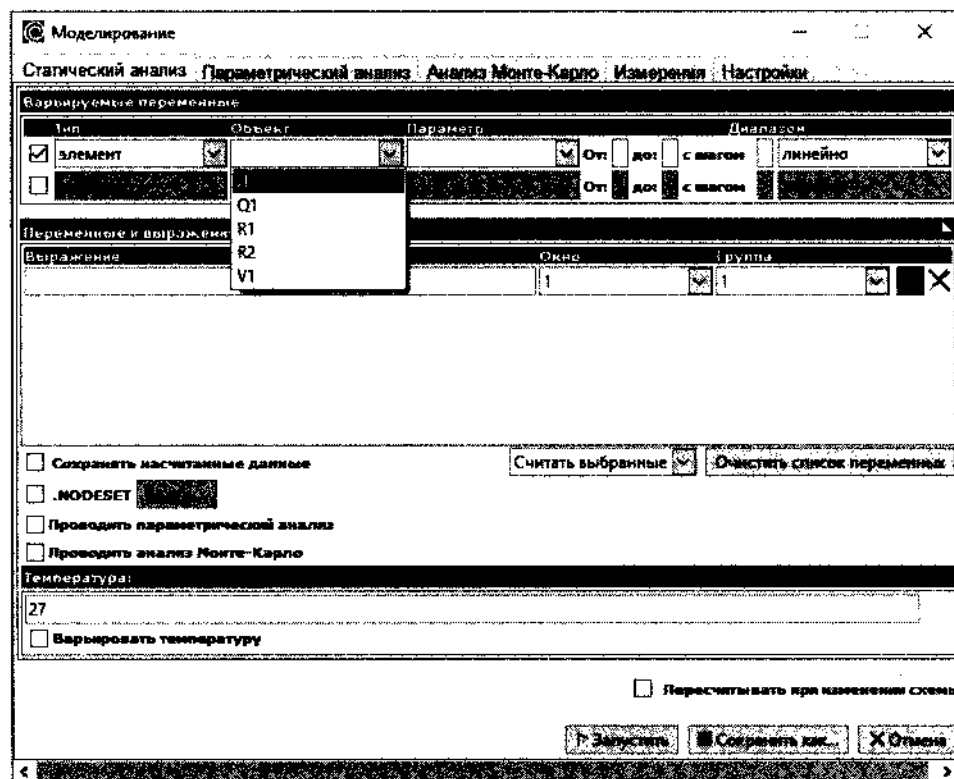 Моделирование
Статический анализ Параметрический анализ Анализ Монте-Карло Измерения Настройки
Варьируемые переменные
Тип Объект Параметр Диапазон
элемент От: до: с шагом линейно
От: до: с шагом
Q1
R1
R2
V1
Переменные и выражения
Выражение Окно Группа
1 1
Сохранять насчитанные данные Считать выбранные Очистить список переменных
.NODESET
Проводить параметрический анализ
Проводить анализ Монте-Карло
Температура:
27
Варьировать температуру
Пересчитывать при изменении схемы
Запустить Сохранить как... Отмена